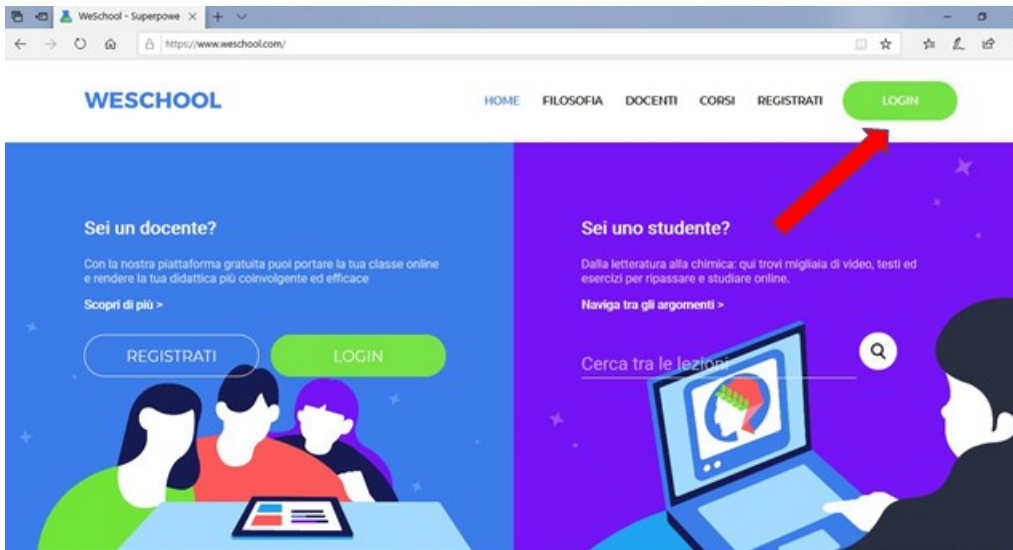 WeSchool - Superpowe
https://www.weschool.com/
WESCHOOL
HOME FILOSOFIA DOCENTI CORSI REGISTRATI LOGIN
Sei un docente?
Con la nostra piattaforma gratuita puoi portare la tua classe online
e rendere la tua didattica più coinvolgente ed efficace
Scopri di più >
REGISTRATI LOGIN
Sei uno studente?
Dalla letteratura alla chimica: qui trovi migliaia di video, testi ed
esercizi per ripassare e studiare online.
Naviga tra gli argomenti >
Cerca tra le lezioni